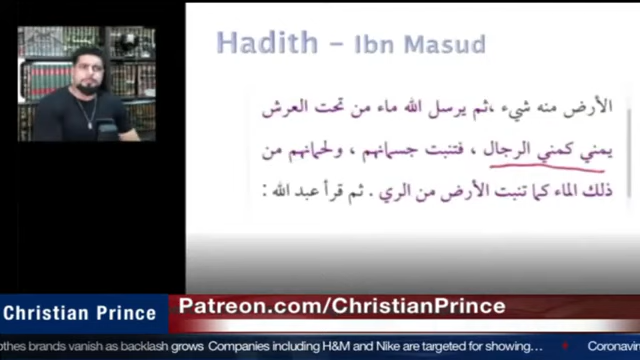 Hadith – Ibn Masud
الأرض منه شيء ، ثم يرسل الله ماء من تحت العرش
يمني كمني الرجال ، فتنبت جسمانهم ، ولحمانهم من
ذلك الماء كما تنبت الأرض من الري . ثم قرأ عبد الله :
Christian Prince
Patreon.com/ChristianPrince
othes brands vanish as backlash grows Companies including H&M and Nike are targeted for showing... Coronavirus